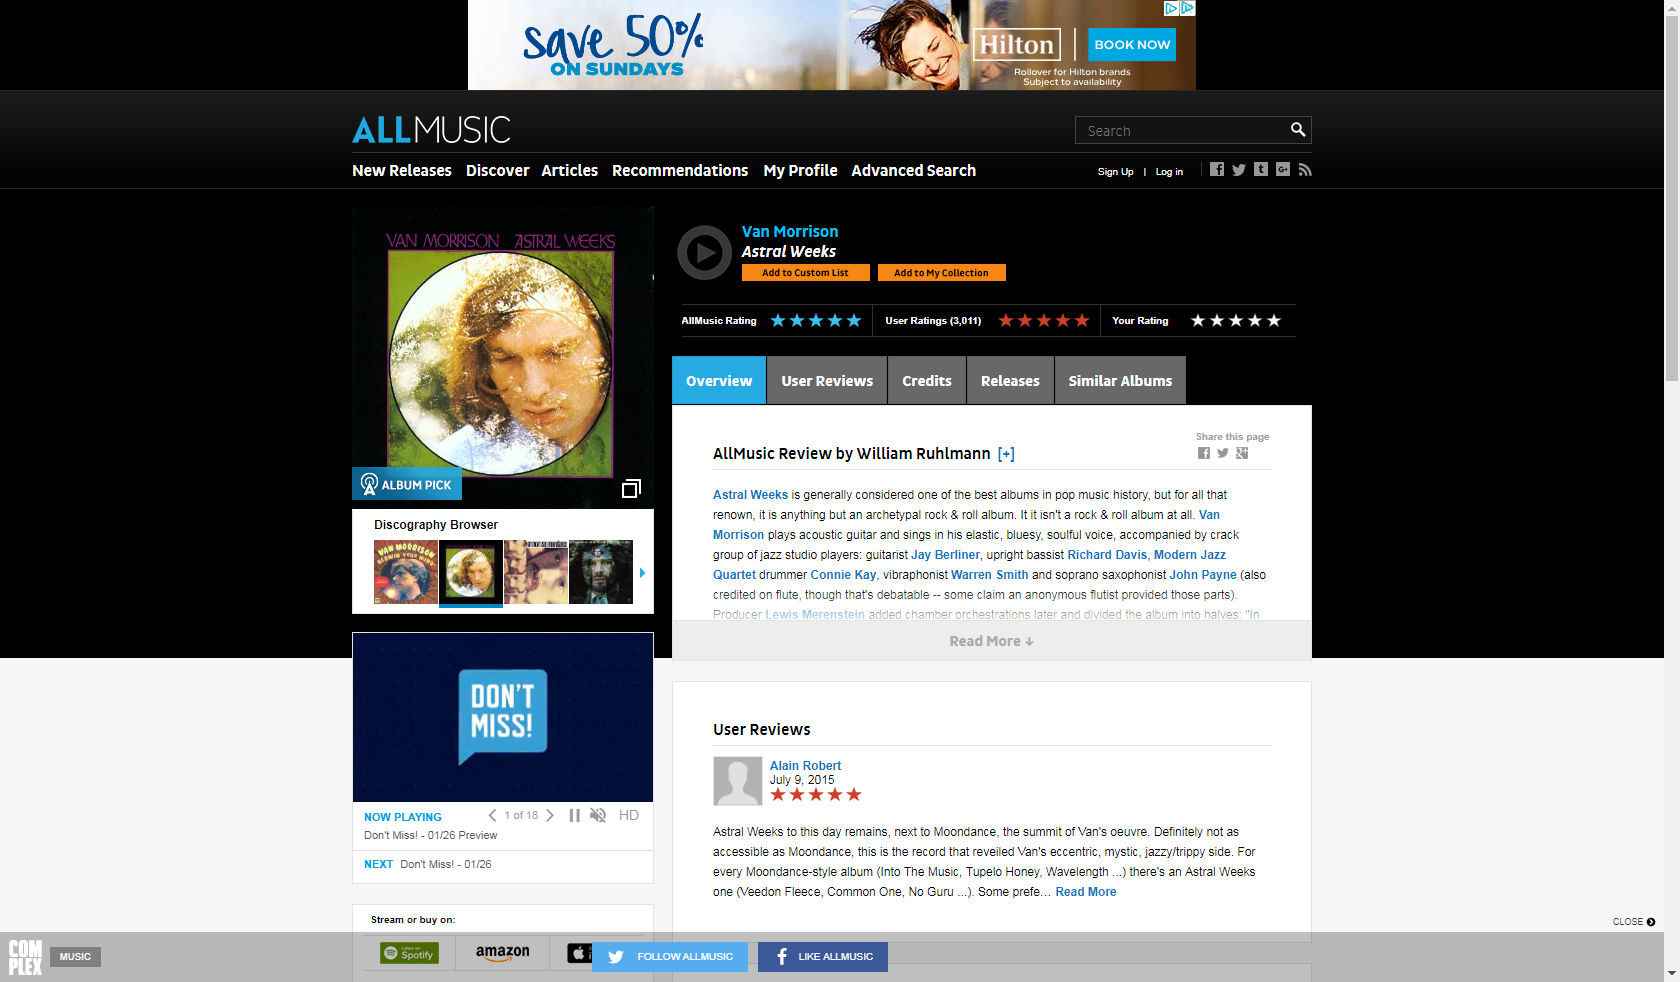 save 50%
ON SUNDAYS
Hilton
BOOK NOW
Rollover for Hilton brands
Subject to availability
ALLMUSIC
Search
New Releases Discover Articles Recommendations My Profile Advanced Search
Sign Up | Log in
VAN MORRISON ASTRAL WEEKS
ALBUM PICK
Van Morrison
Astral Weeks
Add to Custom List Add to My Collection
AllMusic Rating User Ratings (3,011) Your Rating
Overview User Reviews Credits Releases Similar Albums
Discography Browser
VAN MORRISON
Share this page
AllMusic Review by William Ruhlmann [+]
Astral Weeks is generally considered one of the best albums in pop music history, but for all that
renown, it is anything but an archetypal rock & roll album. It it isn't a rock & roll album at all. Van
Morrison plays acoustic guitar and sings in his elastic, bluesy, soulful voice, accompanied by crack
group of jazz studio players: guitarist Jay Berliner, upright bassist Richard Davis, Modern Jazz
Quartet drummer Connie Kay, vibraphonist Warren Smith and soprano saxophonist John Payne (also
credited on flute, though that's debatable -- some claim an anonymous flutist provided those parts).
Producer Lewis Merenstein added chamber orchestrations later and divided the album into halves: "In
Read More
DON'T
MISS!
NOW PLAYING
1 of 18
HD
Don't Miss! - 01/26 Preview
NEXT Don't Miss! - 01/26
User Reviews
Alain Robert
July 9, 2015
Astral Weeks to this day remains, next to Moondance, the summit of Van's oeuvre. Definitely not as
accessible as Moondance, this is the record that reveiled Van's eccentric, mystic, jazzy/trippy side. For
every Moondance-style album (Into The Music, Tupelo Honey, Wavelength ...) there's an Astral Weeks
one (Veedon Fleece, Common One, No Guru ...). Some prefe... Read More
Stream or buy on:
CLOSE
COM
PLEX
MUSIC
Listen on
Spotify
amazon
FOLLOW ALLMUSIC
LIKE ALLMUSIC